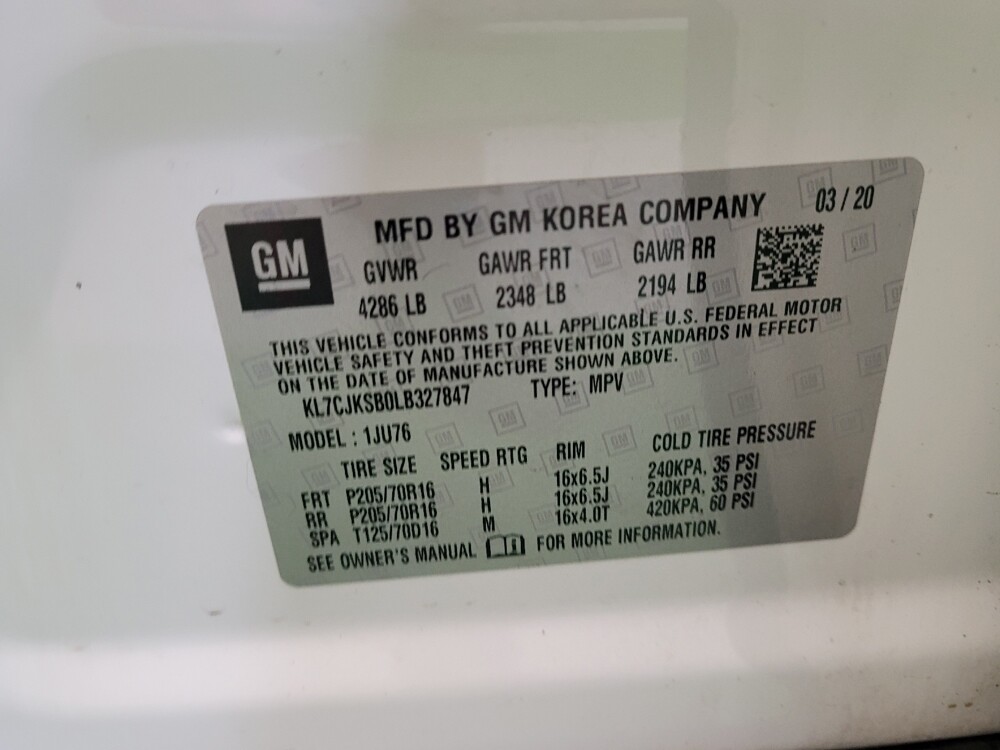 GM
MFD BY GM KOREA COMPANY 03 / 20
GVWR GAWR FRT GAWR RR
4286 LB 2348 LB 2194 LB
THIS VEHICLE CONFORMS TO ALL APPLICABLE U.S. FEDERAL MOTOR
VEHICLE SAFETY AND THEFT PREVENTION STANDARDS IN EFFECT
ON THE DATE OF MANUFACTURE SHOWN ABOVE.
KL7CJKSB0LB327847 TYPE: MPV
MODEL : 1JU76
TIRE SIZE SPEED RTG RIM COLD TIRE PRESSURE
FRT P205/70R16 H 16x6.5J 240KPA, 35 PSI
RR P205/70R16 H 16x6.5J 240KPA, 35 PSI
SPA T125/70D16 M 16x4.0T 420KPA, 60 PSI
SEE OWNER'S MANUAL FOR MORE INFORMATION.